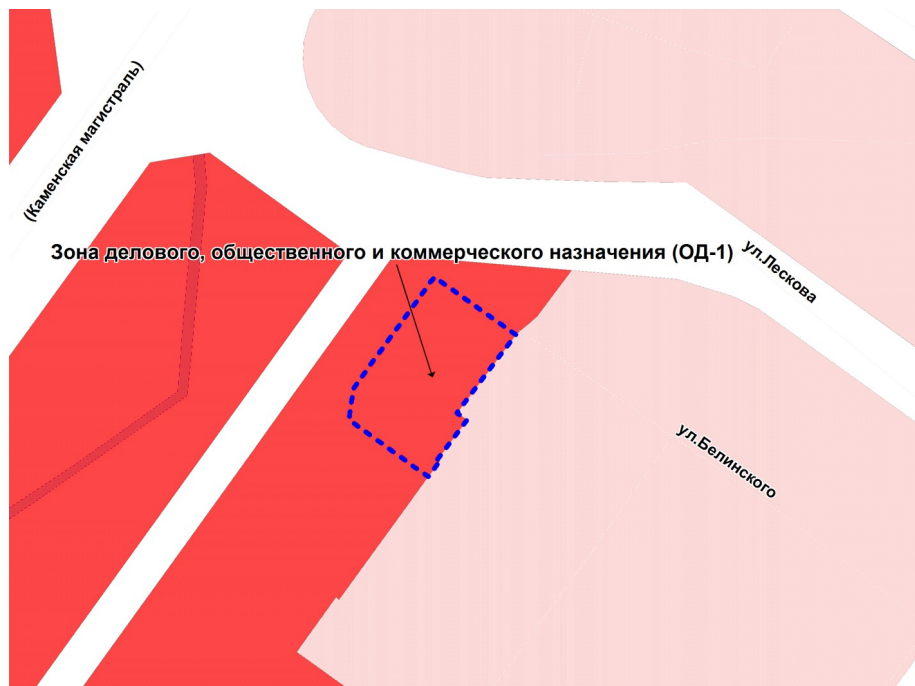 (Каменская магистраль)
Зона делового, общественного и коммерческого назначения (ОД-1)
ул.Лескова
ул.Белинского